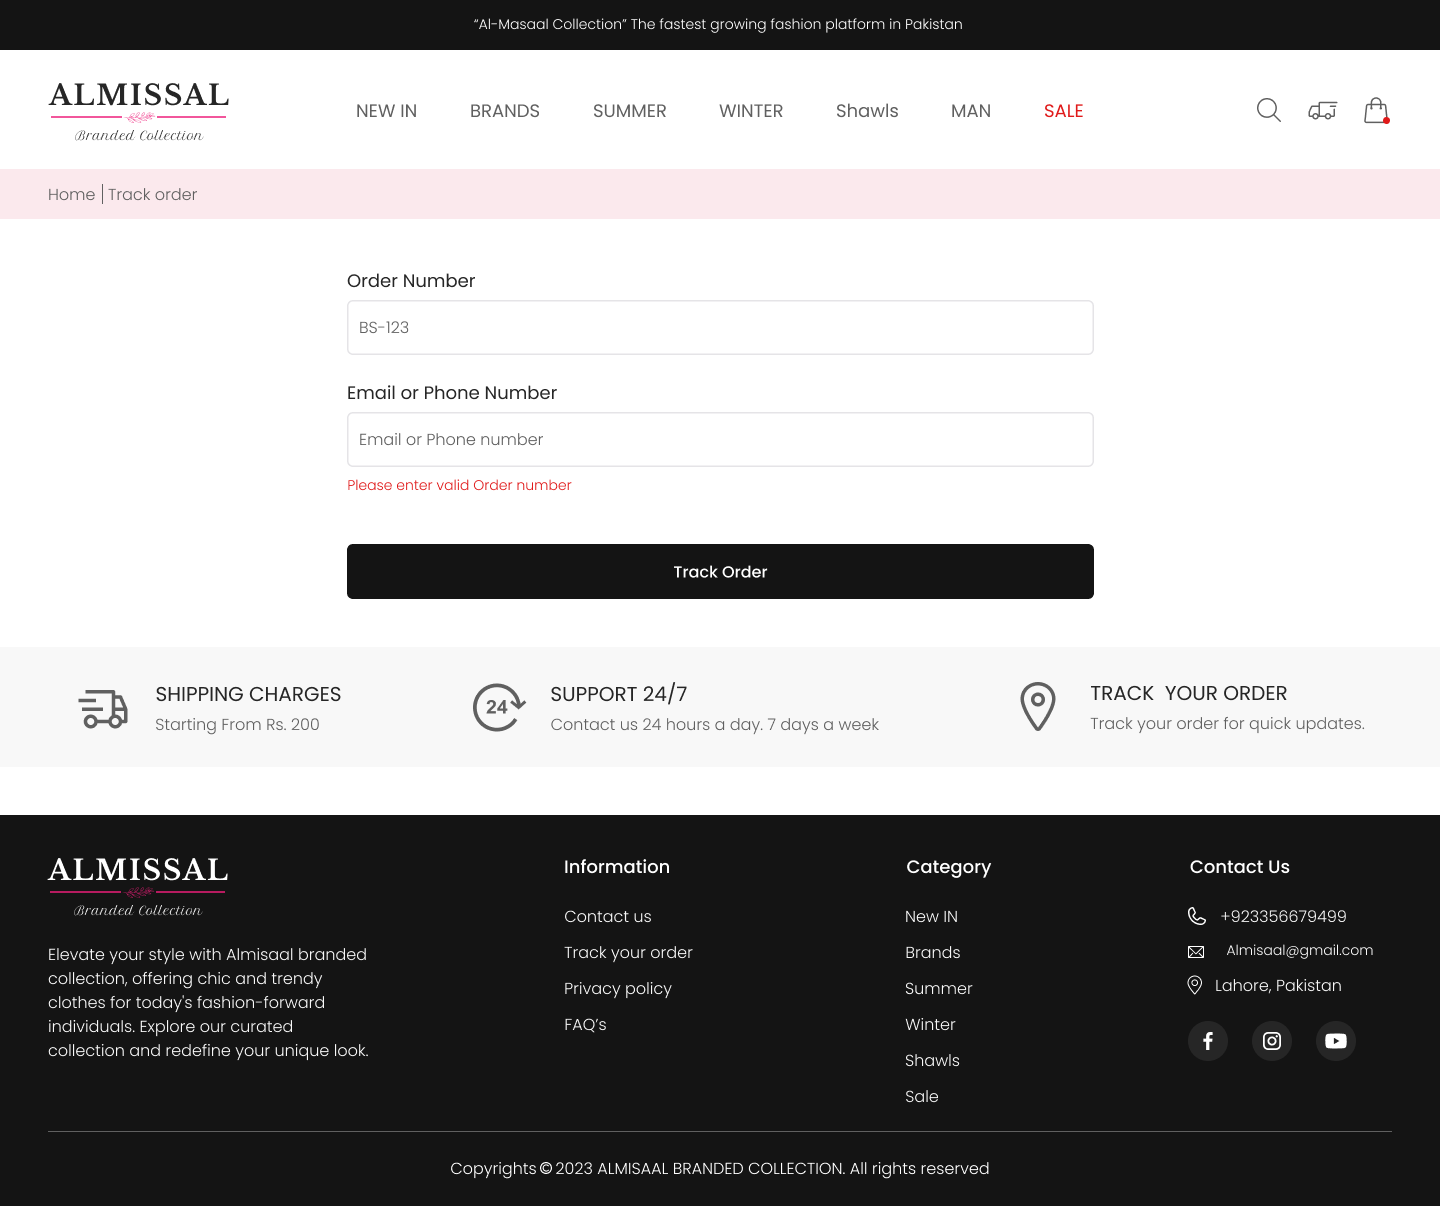 “Al-Masaal Collection” The fastest growing fashion platform in Pakistan
ALMISSAL
Branded Collection
NEW IN
BRANDS
SUMMER
WINTER
Shawls
MAN
SALE
Home
Track order
Order Number
BS-123
Email or Phone Number
Email or Phone number
Please enter valid Order number
Track Order
SHIPPING CHARGES
Starting From Rs. 200
24
SUPPORT 24/7
Contact us 24 hours a day. 7 days a week
TRACK  YOUR ORDER
Track your order for quick updates.
ALMISSAL
Branded Collection
Elevate your style with Almisaal branded
collection, offering chic and trendy
clothes for today's fashion-forward
individuals. Explore our curated
collection and redefine your unique look.
Information
Contact us
Track your order
Privacy policy
FAQ’s
Category
New IN
Brands
Summer
Winter
Shawls
Sale
Contact Us
+923356679499
Almisaal@gmail.com
Lahore, Pakistan
Copyrights © 2023 ALMISAAL BRANDED COLLECTION. All rights reserved